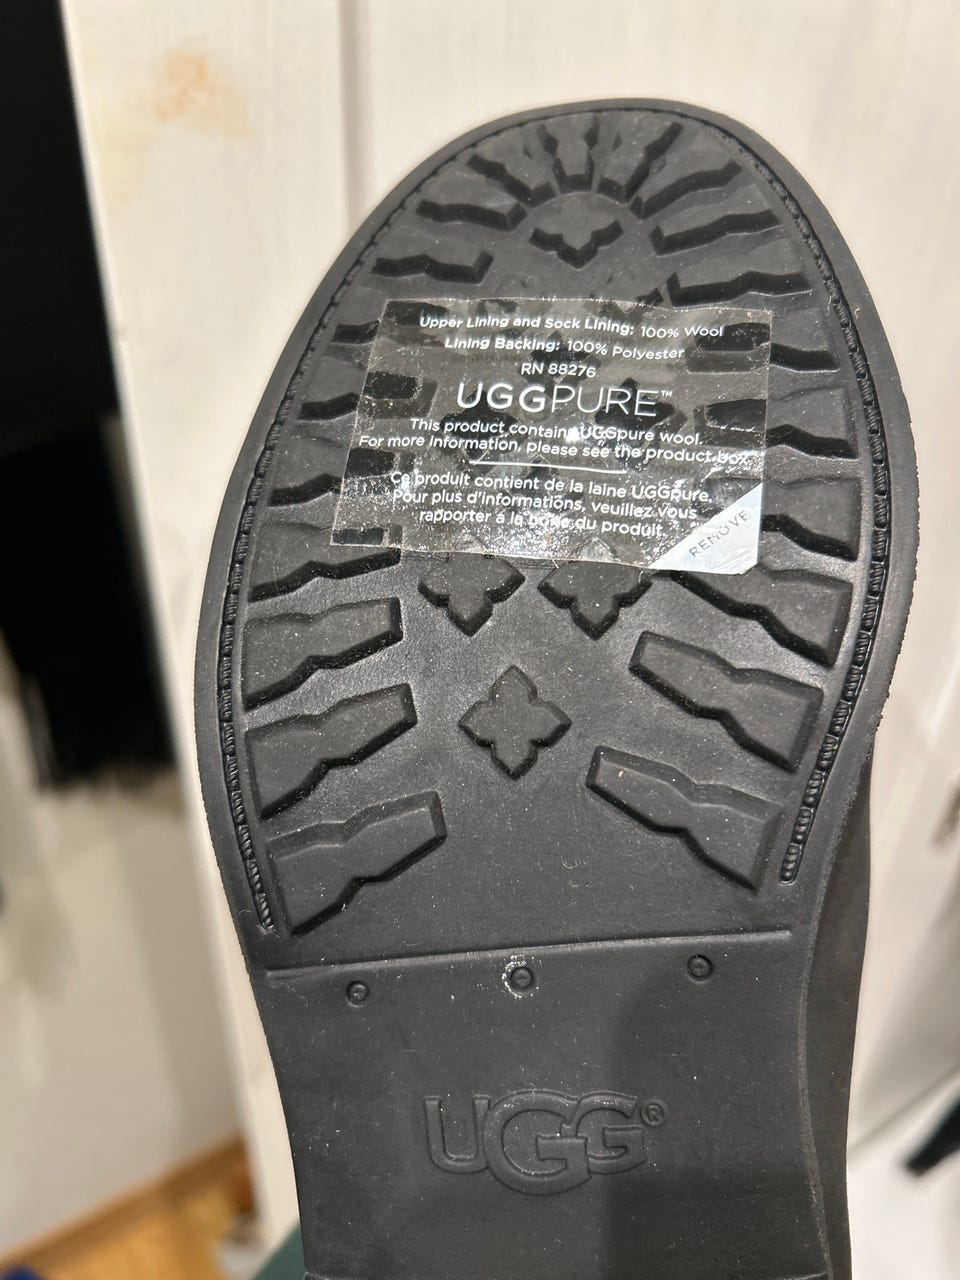 Upper Lining and Sock Lining: 100% Wool
Lining Backing: 100% Polyester
RN 88276
UGGPURE™
This product contains UGGpure wool.
For more information, please see the product box.
Ce produit contient de la laine UGGpure.
Pour plus d'informations, veuillez vous
rapporter à la boîte du produit
REMOVE
UGG®